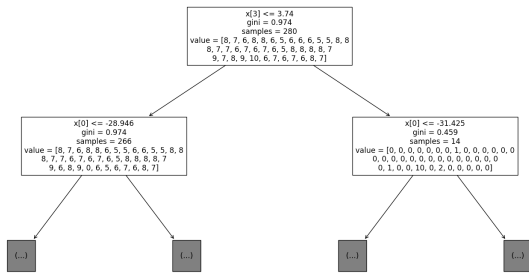 x[3] <= 3.74
gini = 0.974
samples = 280
value = [8, 7, 6, 8, 8, 6, 5, 6, 6, 6, 5, 5, 8, 8
8, 7, 7, 6, 7, 6, 7, 6, 5, 8, 8, 8, 8, 7
9, 7, 8, 9, 10, 6, 7, 6, 7, 6, 8, 7]
x[0] <= -28.946
gini = 0.974
samples = 266
value = [8, 7, 6, 8, 8, 6, 5, 5, 6, 6, 5, 5, 8, 8
8, 7, 7, 6, 7, 6, 7, 6, 5, 8, 8, 8, 8, 7
9, 6, 8, 9, 0, 6, 5, 6, 7, 6, 8, 7]
x[0] <= -31.425
gini = 0.459
samples = 14
value = [0, 0, 0, 0, 0, 0, 0, 1, 0, 0, 0, 0, 0, 0
0, 0, 0, 0, 0, 0, 0, 0, 0, 0, 0, 0, 0, 0
0, 1, 0, 0, 10, 0, 2, 0, 0, 0, 0, 0]
(...)
(...)
(...)
(...)